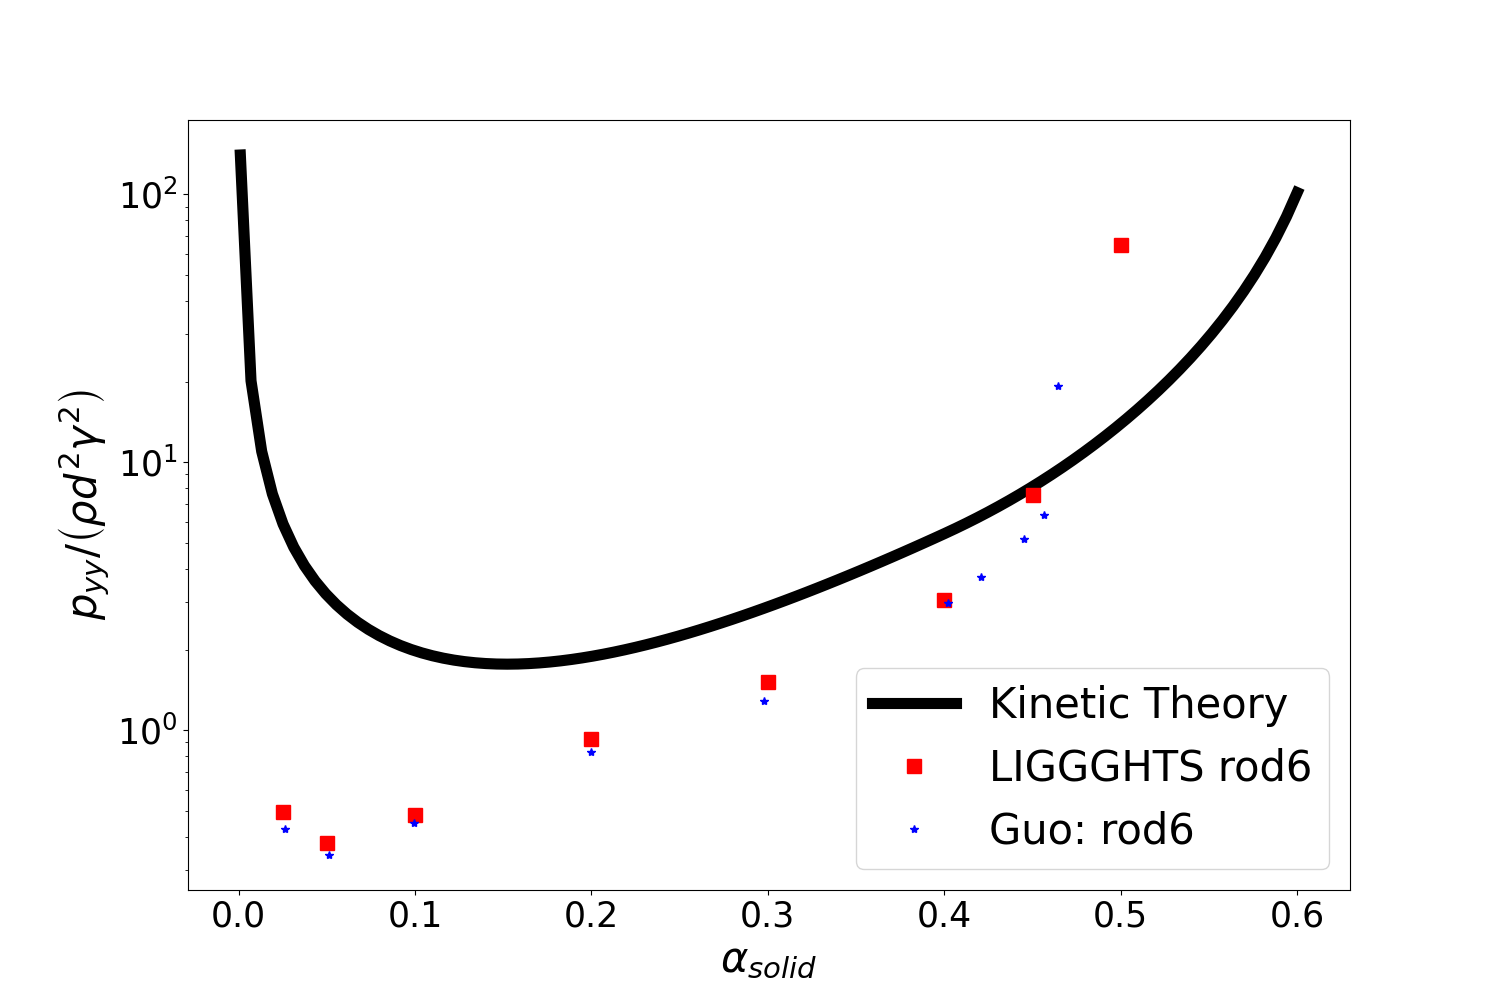 10²
10¹
10⁰
p_yy/(ρd²γ²)
Kinetic Theory
LIGGGHTS rod6
Guo: rod6
0.0 0.1 0.2 0.3 0.4 0.5 0.6
α_solid